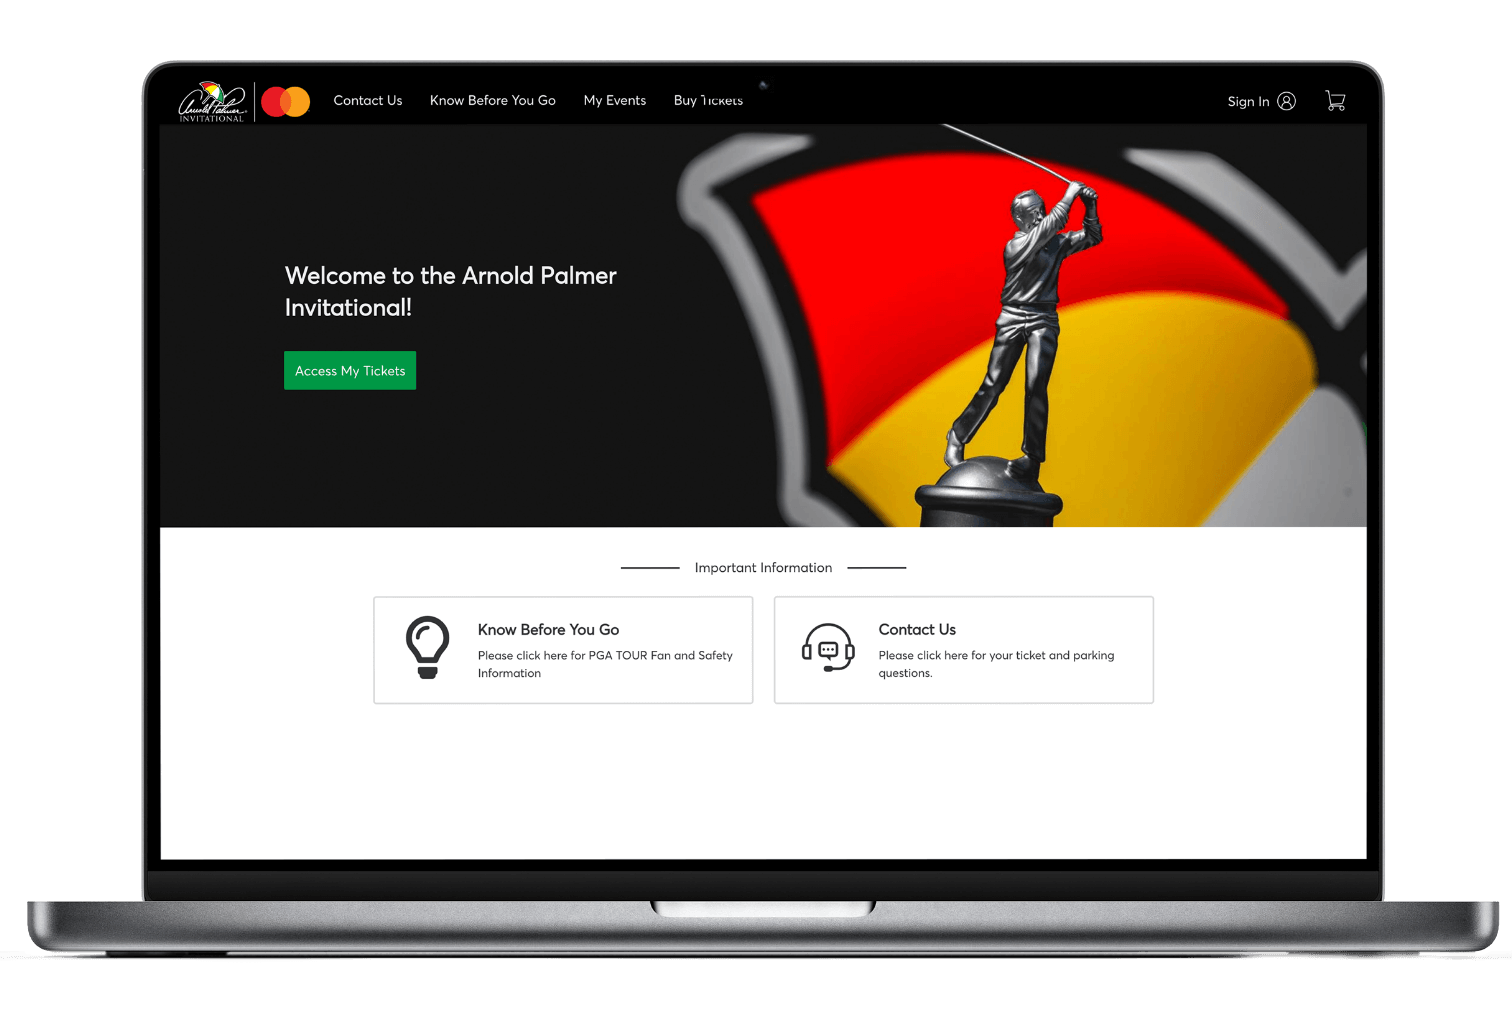 Arnold Palmer
INVITATIONAL
Contact Us
Know Before You Go
My Events
Buy Tickets
Sign In
Welcome to the Arnold Palmer
Invitational!
Access My Tickets
Important Information
Know Before You Go
Please click here for PGA TOUR Fan and Safety
Information
Contact Us
Please click here for your ticket and parking
questions.